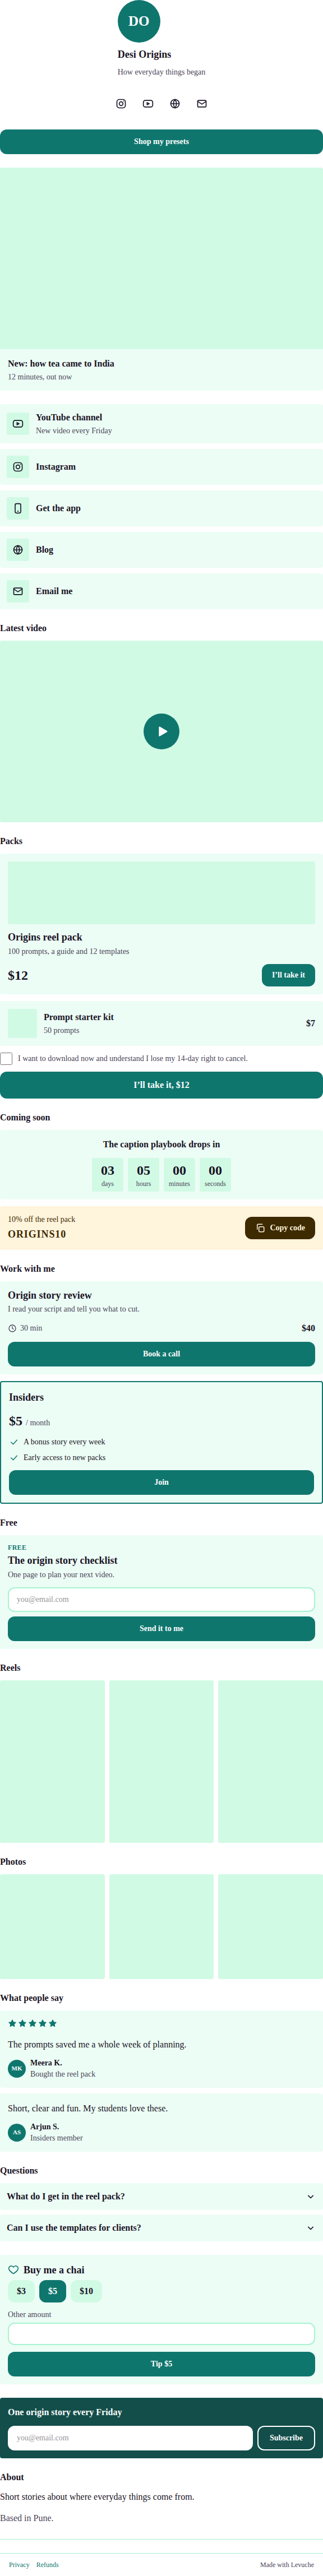 DO
Desi Origins
How everyday things began
Shop my presets
New: how tea came to India
12 minutes, out now
YouTube channel
New video every Friday
Instagram
Get the app
Blog
Email me
Latest video
Packs
Origins reel pack
100 prompts, a guide and 12 templates
$12
I'll take it
Prompt starter kit
50 prompts
$7
I want to download now and understand I lose my 14-day right to cancel.
I'll take it, $12
Coming soon
The caption playbook drops in
03 05 00 00
days hours minutes seconds
10% off the reel pack
ORIGINS10
Copy code
Work with me
Origin story review
I read your script and tell you what to cut.
30 min
$40
Book a call
Insiders
$5 / month
A bonus story every week
Early access to new packs
Join
Free
FREE
The origin story checklist
One page to plan your next video.
you@email.com
Send it to me
Reels
Photos
What people say
The prompts saved me a whole week of planning.
MK
Meera K.
Bought the reel pack
Short, clear and fun. My students love these.
AS
Arjun S.
Insiders member
Questions
What do I get in the reel pack?
Can I use the templates for clients?
Buy me a chai
$3 $5 $10
Other amount
Tip $5
One origin story every Friday
you@email.com
Subscribe
About
Short stories about where everyday things come from.
Based in Pune.
Privacy Refunds
Made with Levuche